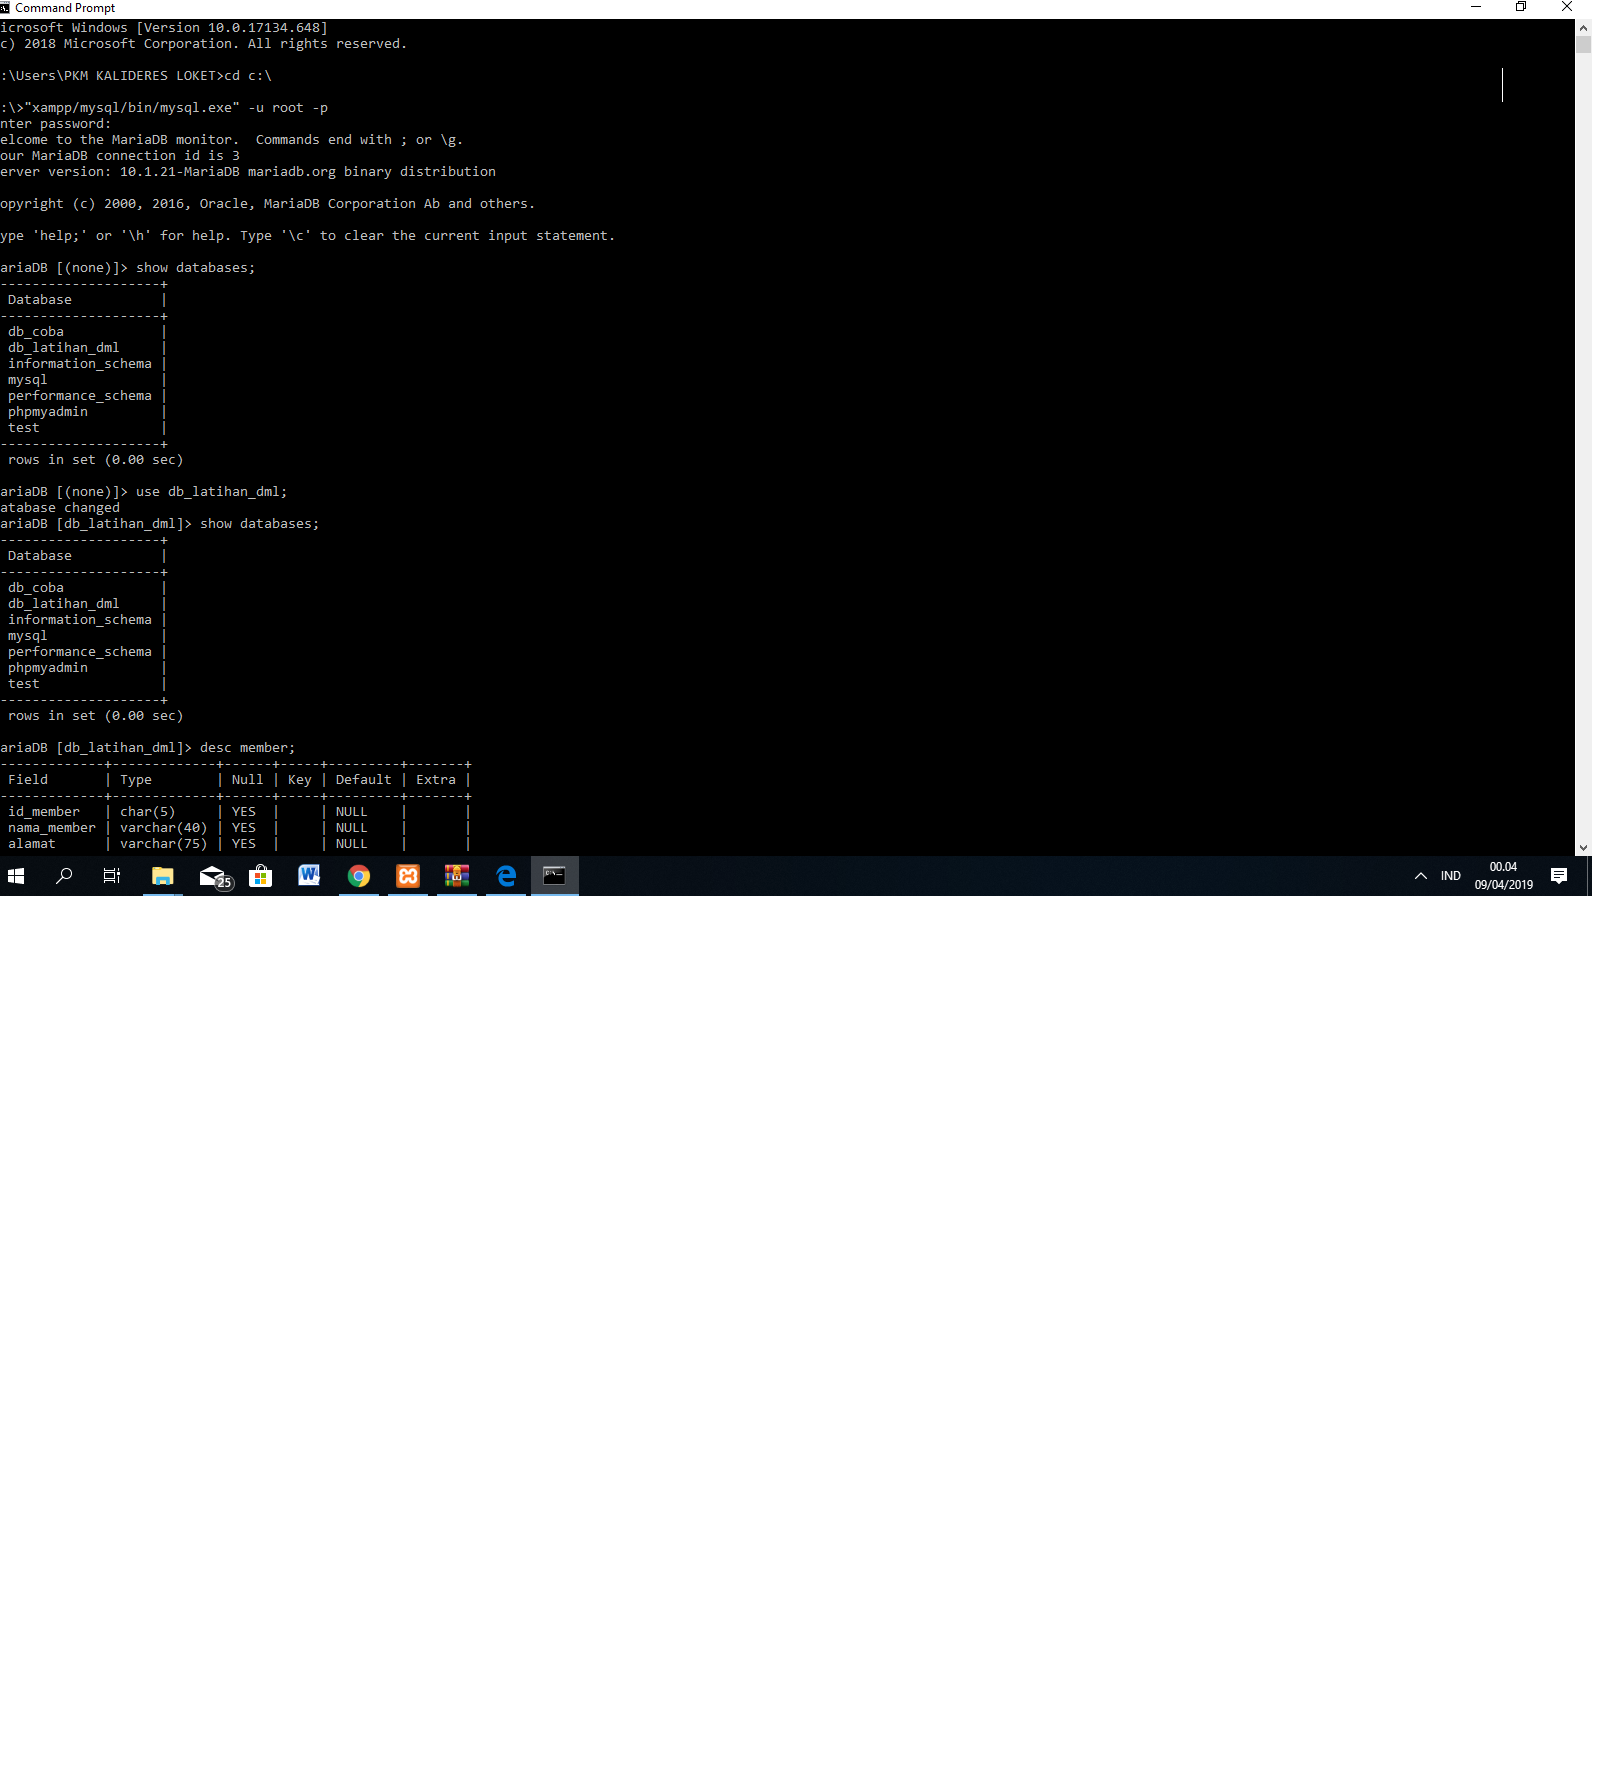 Command Prompt
icrosoft Windows [Version 10.0.17134.648]
c) 2018 Microsoft Corporation. All rights reserved.
:\Users\PKM KALIDERES LOKET>cd c:\
:\>"xampp/mysql/bin/mysql.exe" -u root -p
nter password:
elcome to the MariaDB monitor.  Commands end with ; or \g.
our MariaDB connection id is 3
erver version: 10.1.21-MariaDB mariadb.org binary distribution
opyright (c) 2000, 2016, Oracle, MariaDB Corporation Ab and others.
ype 'help;' or '\h' for help. Type '\c' to clear the current input statement.
ariaDB [(none)]> show databases;
--------------------+
Database           |
--------------------+
db_coba            |
db_latihan_dml     |
information_schema |
mysql              |
performance_schema |
phpmyadmin         |
test               |
--------------------+
rows in set (0.00 sec)
ariaDB [(none)]> use db_latihan_dml;
atabase changed
ariaDB [db_latihan_dml]> show databases;
--------------------+
Database           |
--------------------+
db_coba            |
db_latihan_dml     |
information_schema |
mysql              |
performance_schema |
phpmyadmin         |
test               |
--------------------+
rows in set (0.00 sec)
ariaDB [db_latihan_dml]> desc member;
-------------+-------------+------+-----+---------+-------+
Field       | Type        | Null | Key | Default | Extra |
-------------+-------------+------+-----+---------+-------+
id_member   | char(5)     | YES  |     | NULL    |       |
nama_member | varchar(40) | YES  |     | NULL    |       |
alamat      | varchar(75) | YES  |     | NULL    |       |
25
IND
00.04
09/04/2019